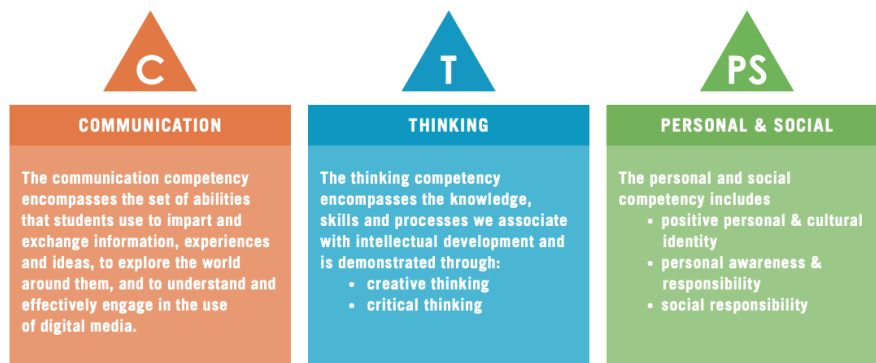 C
COMMUNICATION
The communication competency
encompasses the set of abilities
that students use to impart and
exchange information, experiences
and ideas, to explore the world
around them, and to understand and
effectively engage in the use
of digital media.
T
THINKING
The thinking competency
encompasses the knowledge,
skills and processes we associate
with intellectual development and
is demonstrated through:
• creative thinking
• critical thinking
PS
PERSONAL & SOCIAL
The personal and social
competency includes
• positive personal & cultural
identity
• personal awareness &
responsibility
• social responsibility